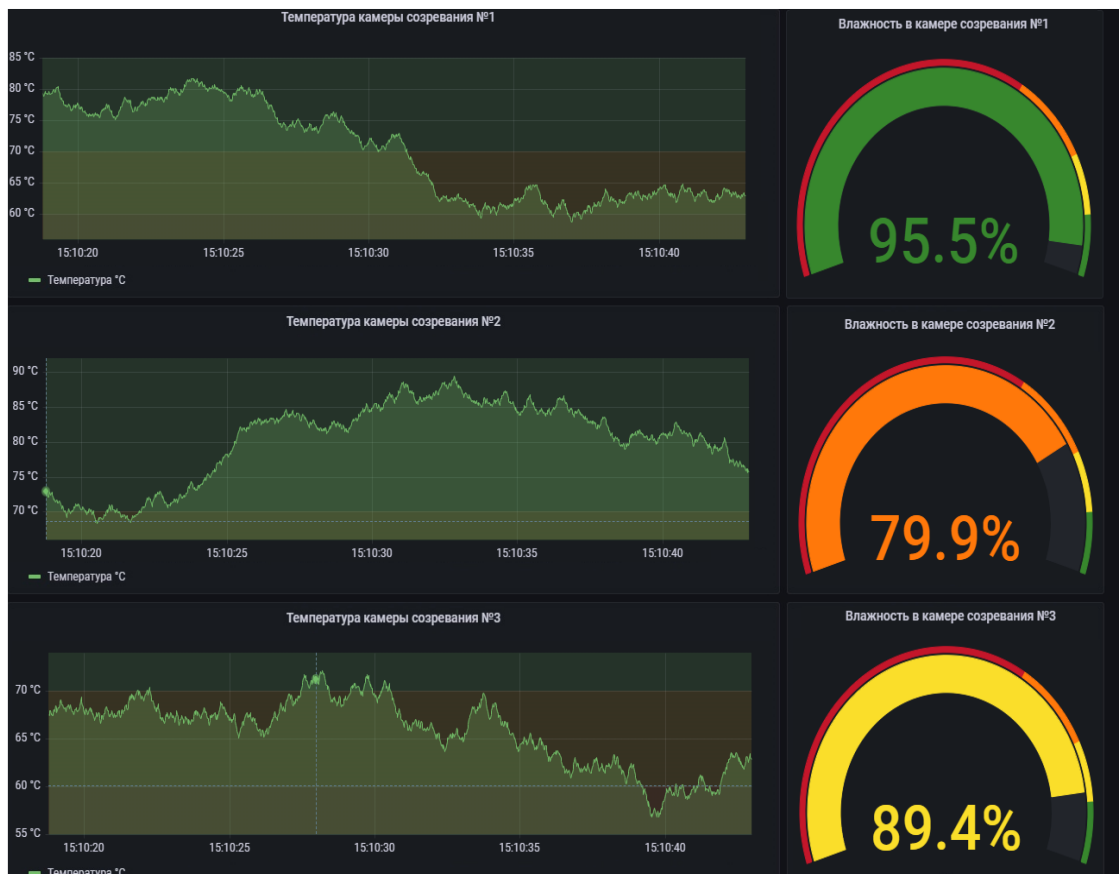 Температура камеры созревания №1
85 °C
80 °C
75 °C
70 °C
65 °C
60 °C
15:10:20 15:10:25 15:10:30 15:10:35 15:10:40
Температура °C
Влажность в камере созревания №1
95.5%
Температура камеры созревания №2
90 °C
85 °C
80 °C
75 °C
70 °C
15:10:20 15:10:25 15:10:30 15:10:35 15:10:40
Температура °C
Влажность в камере созревания №2
79.9%
Температура камеры созревания №3
70 °C
65 °C
60 °C
55 °C
15:10:20 15:10:25 15:10:30 15:10:35 15:10:40
Температура °C
Влажность в камере созревания №3
89.4%